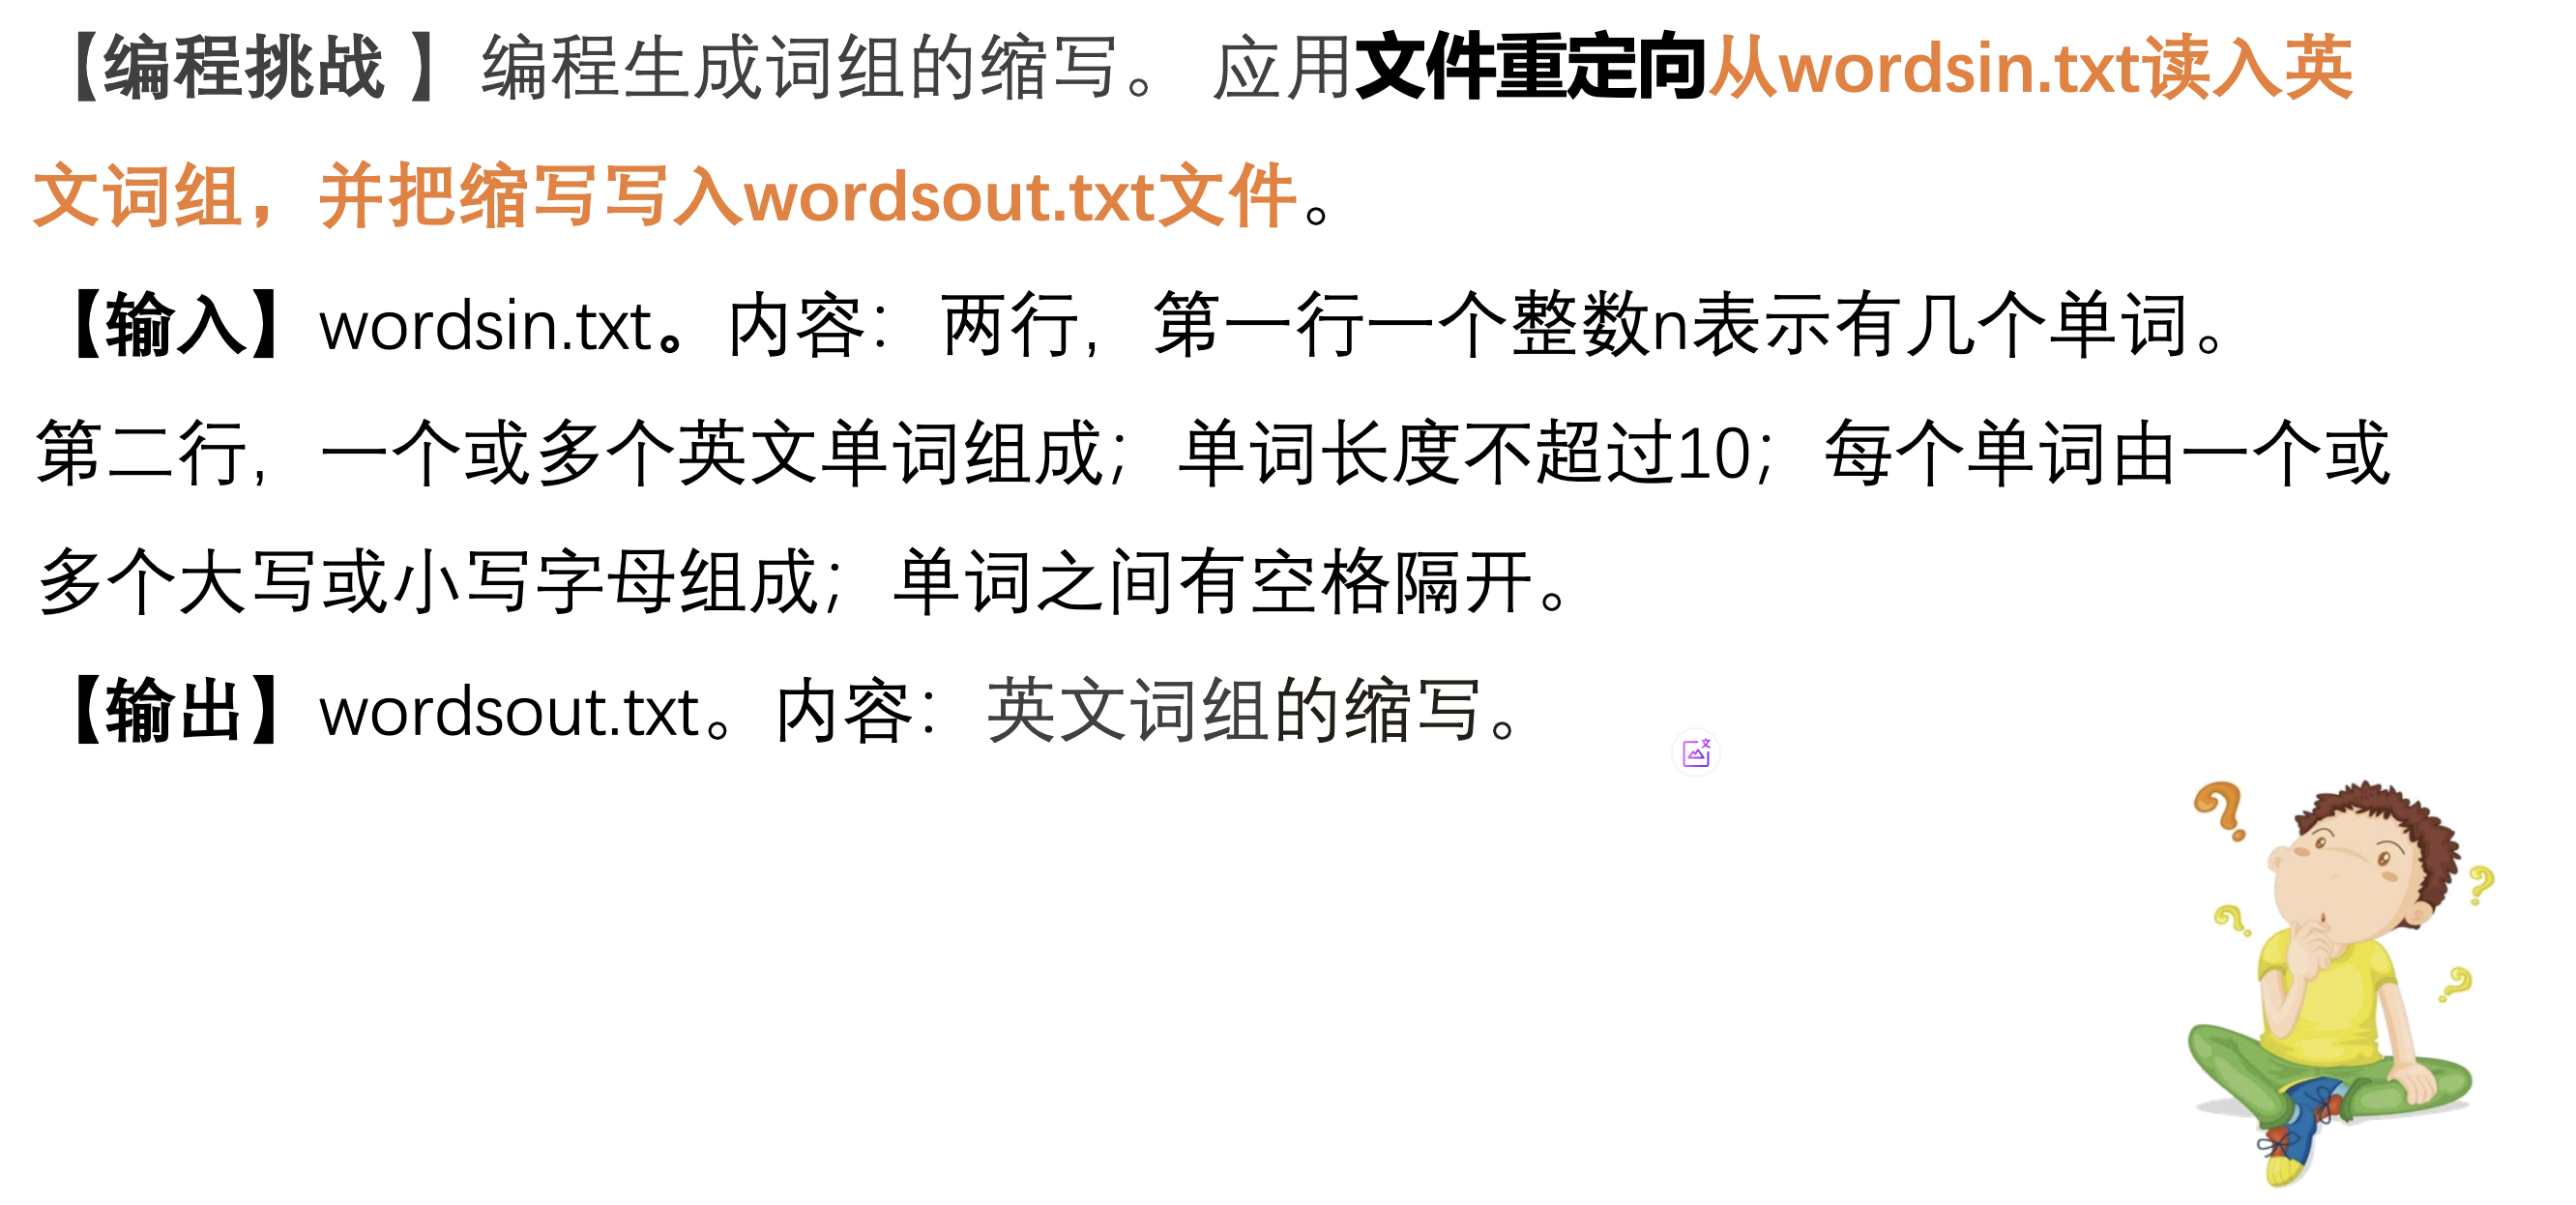 【编程挑战 】 编程生成词组的缩写。 应用文件重定向从wordsin.txt读入英
文词组，并把缩写写入wordsout.txt文件。
【输入】wordsin.txt。内容： 两行， 第一行一个整数n表示有几个单词。
第二行， 一个或多个英文单词组成； 单词长度不超过10； 每个单词由一个或
多个大写或小写字母组成； 单词之间有空格隔开。
【输出】wordsout.txt。内容： 英文词组的缩写。